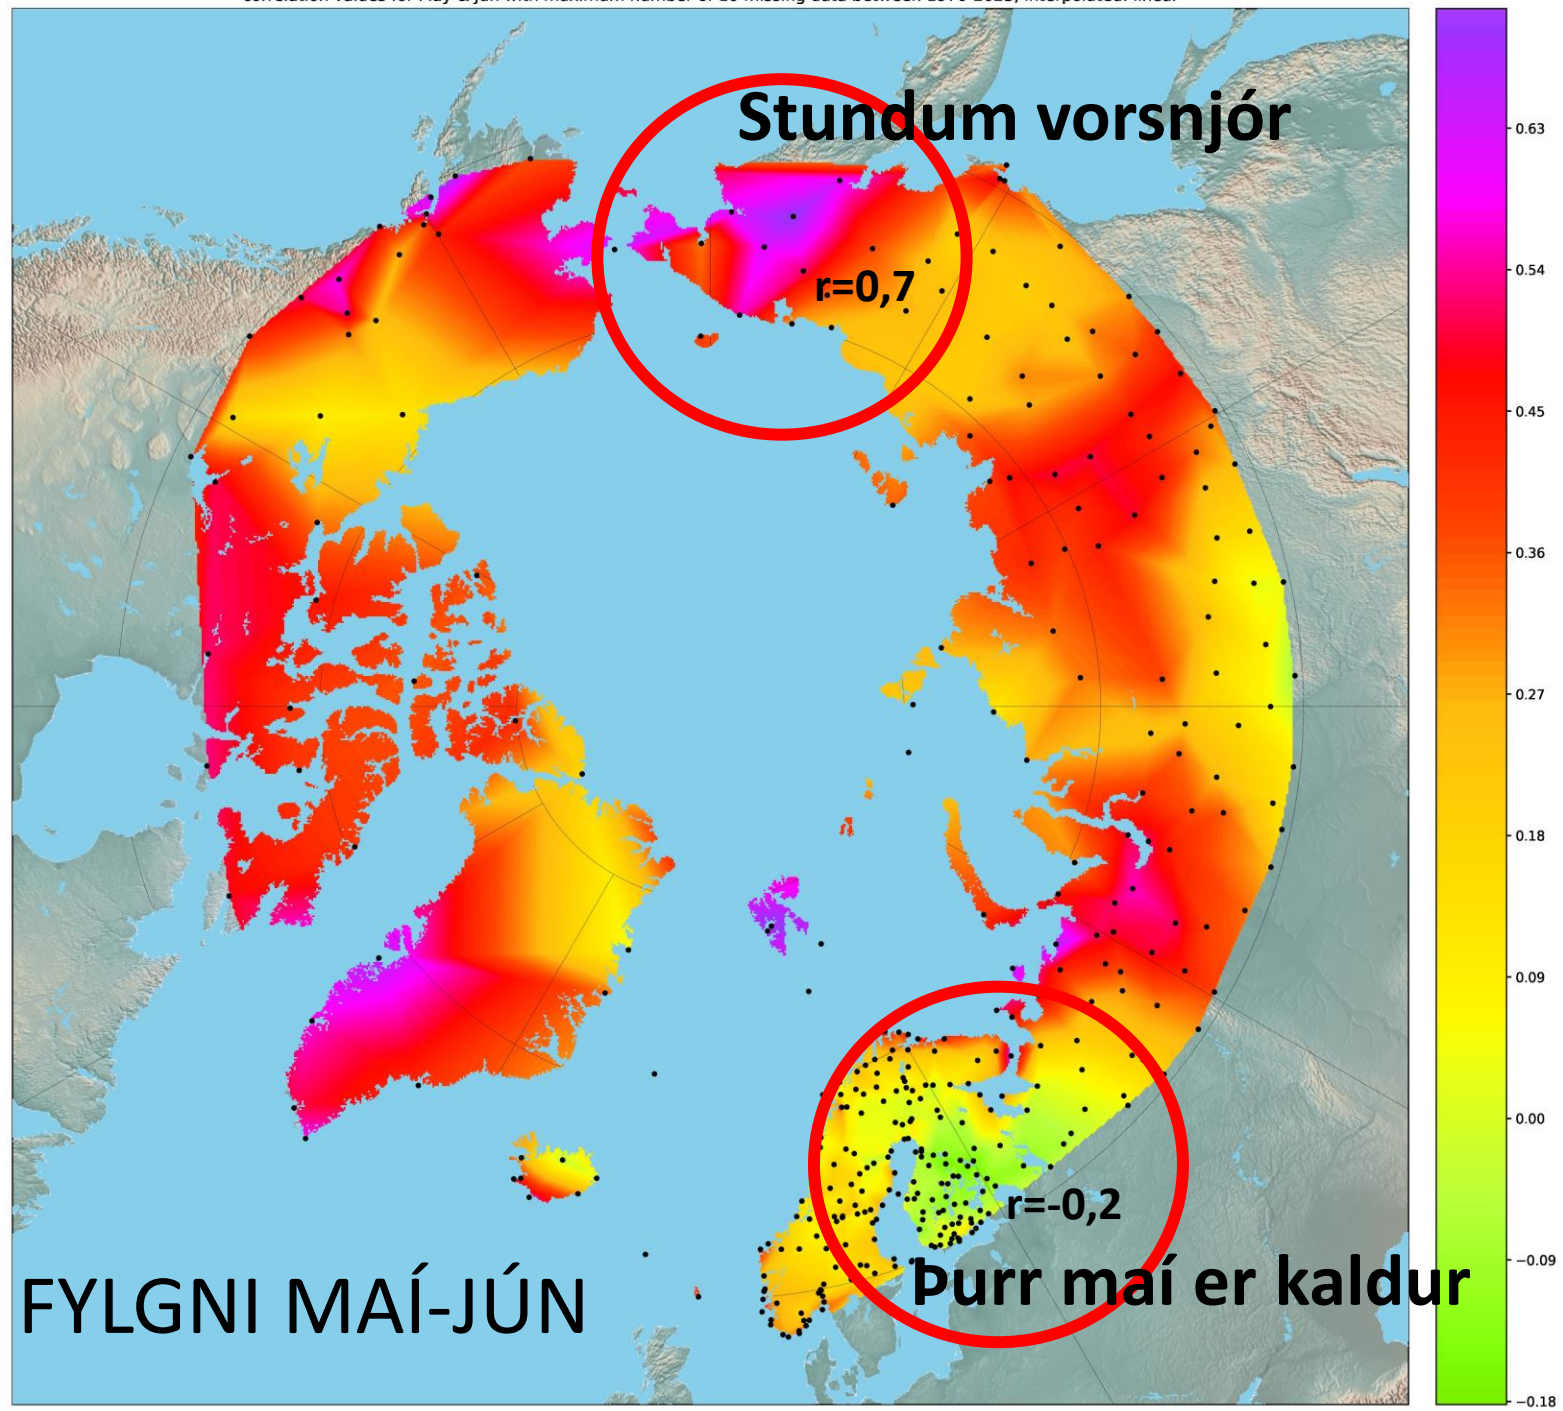 Stundum vorsnjór
r=0,7
r=-0,2
Þurr maí er kaldur
FYLGNI MAÍ-JÚN
0.63
0.54
0.45
0.36
0.27
0.18
0.09
0.00
−0.09
−0.18